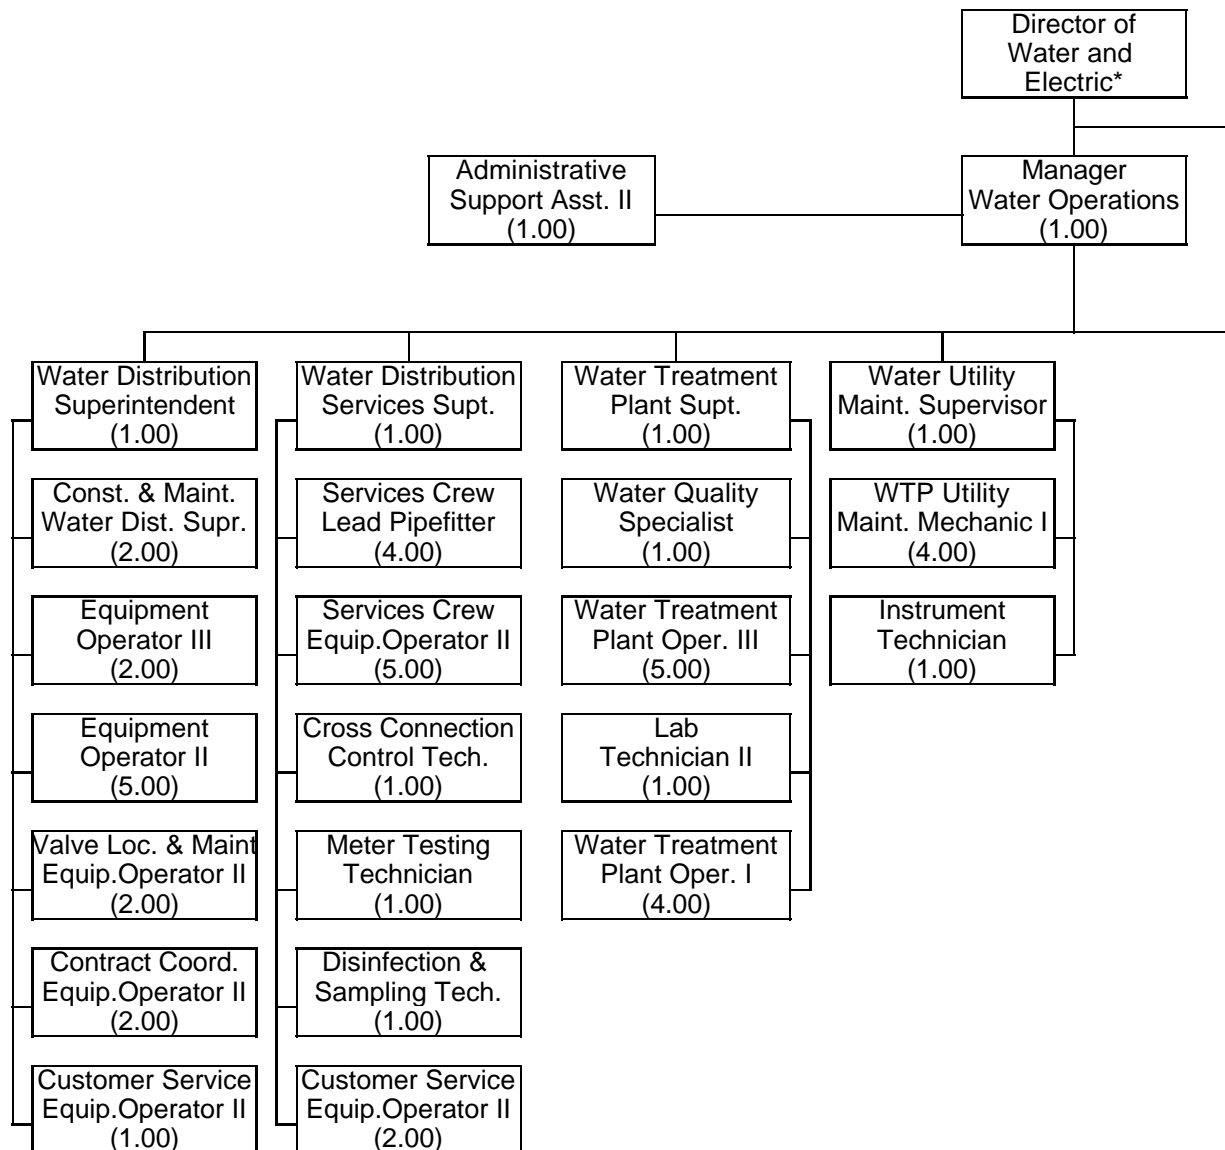 Director of
Water and
Electric*
Administrative
Support Asst. II
(1.00)
Manager
Water Operations
(1.00)
Water Distribution
Superintendent
(1.00)
Water Distribution
Services Supt.
(1.00)
Water Treatment
Plant Supt.
(1.00)
Water Utility
Maint. Supervisor
(1.00)
Const. & Maint.
Water Dist. Supr.
(2.00)
Services Crew
Lead Pipefitter
(4.00)
Water Quality
Specialist
(1.00)
WTP Utility
Maint. Mechanic I
(4.00)
Equipment
Operator III
(2.00)
Services Crew
Equip.Operator II
(5.00)
Water Treatment
Plant Oper. III
(5.00)
Instrument
Technician
(1.00)
Equipment
Operator II
(5.00)
Cross Connection
Control Tech.
(1.00)
Lab
Technician II
(1.00)
Valve Loc. & Maint
Equip.Operator II
(2.00)
Meter Testing
Technician
(1.00)
Water Treatment
Plant Oper. I
(4.00)
Contract Coord.
Equip.Operator II
(2.00)
Disinfection &
Sampling Tech.
(1.00)
Customer Service
Equip.Operator II
(1.00)
Customer Service
Equip.Operator II
(2.00)